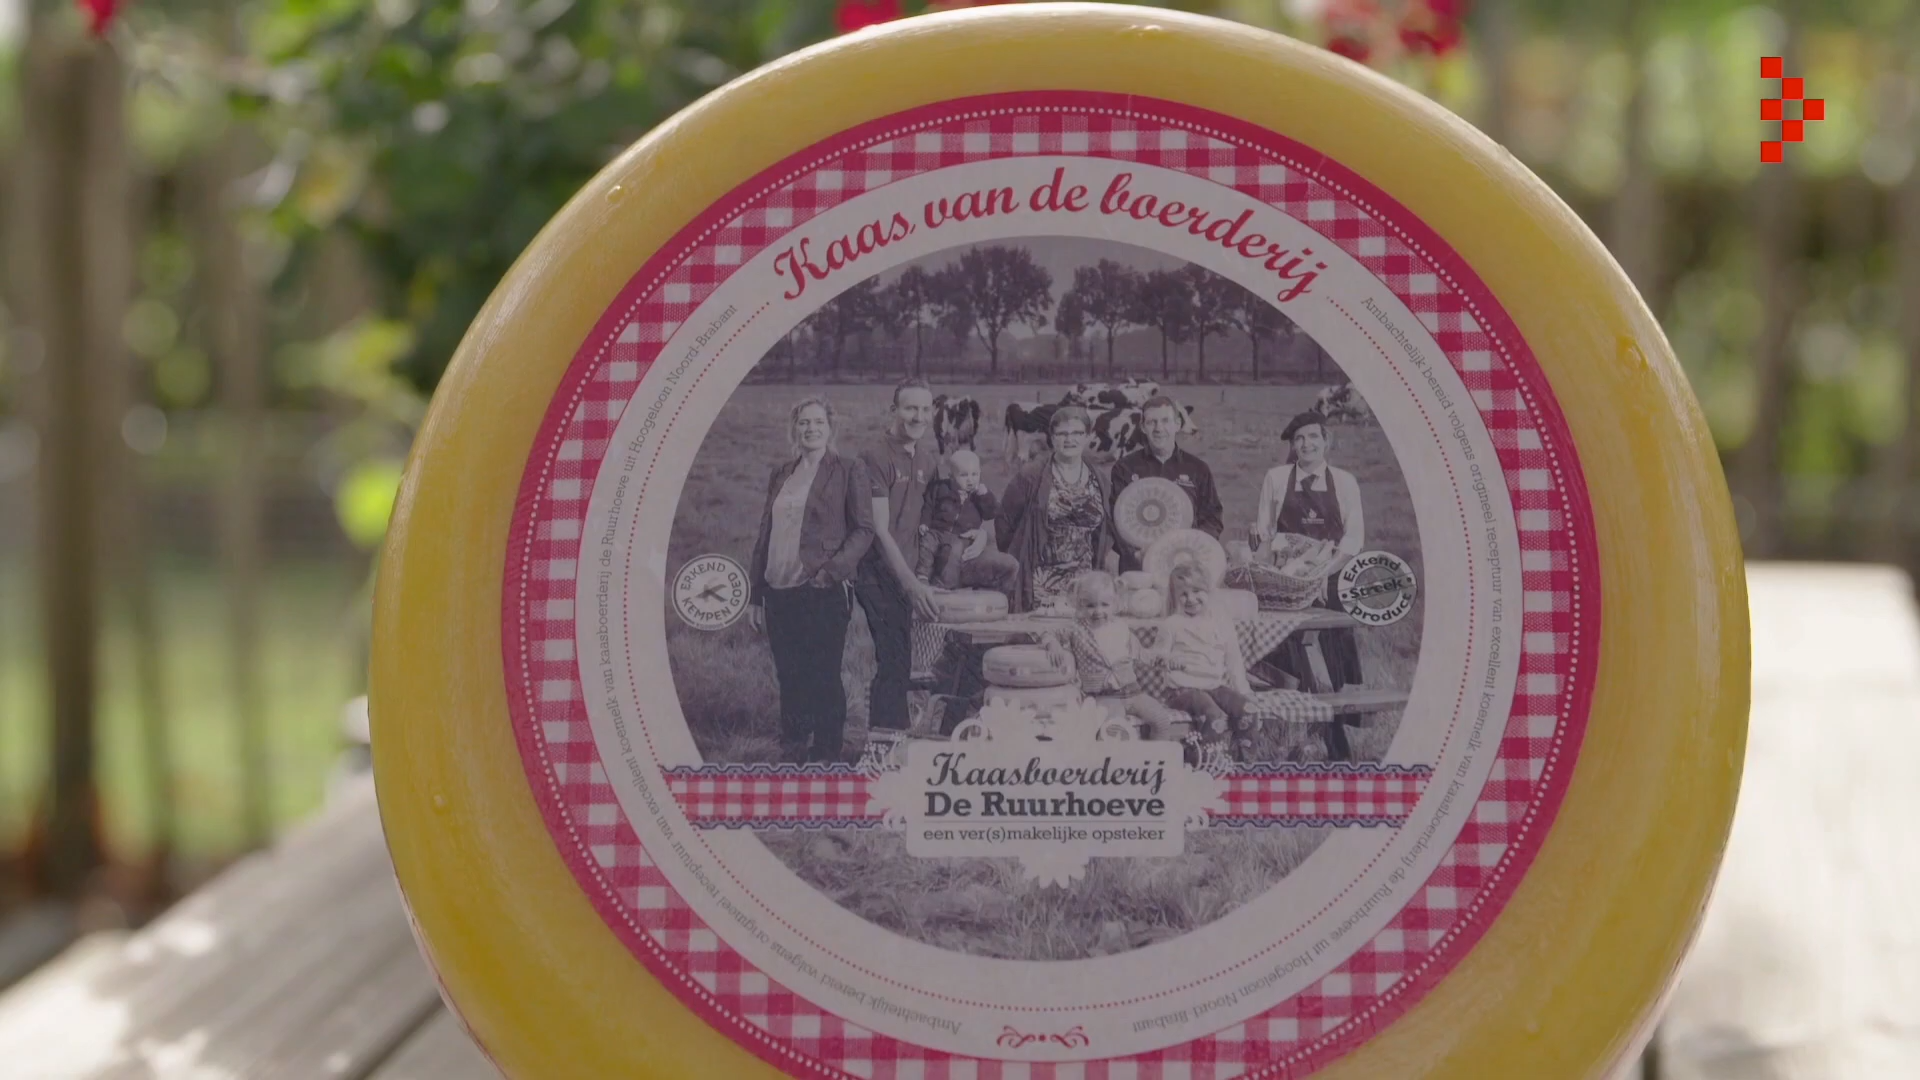 Kaas van de boerderij
Ambachtelijk bereid volgens origineel receptuur van excellent koemelk van kaasboerderij de Ruurhoeve uit Hoogeloon Noord-Brabant
Ambachtelijk bereid volgens origineel receptuur van excellent koemelk van kaasboerderij de Ruurhoeve uit Hoogeloon Noord-Brabant
ERKEND
KEMPEN GOED
Erkend
Streek
product
Kaasboerderij
De Ruurhoeve
een ver(s)makelijke opsteker